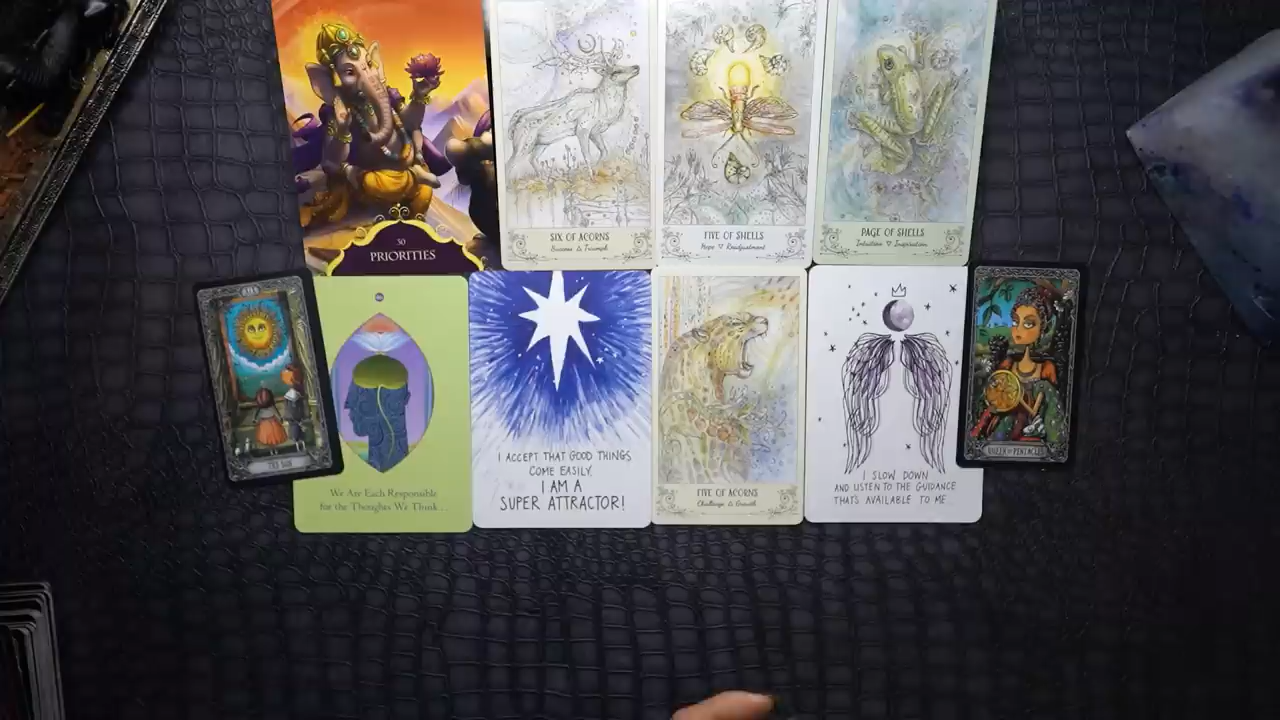 30
PRIORITIES
SIX OF ACORNS
Success & Triumph
FIVE OF SHELLS
Hope & Readjustment
PAGE OF SHELLS
Intuitive & Inspiration
THE SUN
We Are Each Responsible
for the Thoughts We Think...
I ACCEPT THAT GOOD THINGS
COME EASILY.
I AM A
SUPER ATTRACTOR!
FIVE OF ACORNS
Challenge & Growth
I SLOW DOWN
AND LISTEN TO THE GUIDANCE
THAT'S AVAILABLE TO ME.
QUEEN OF PENTACLES